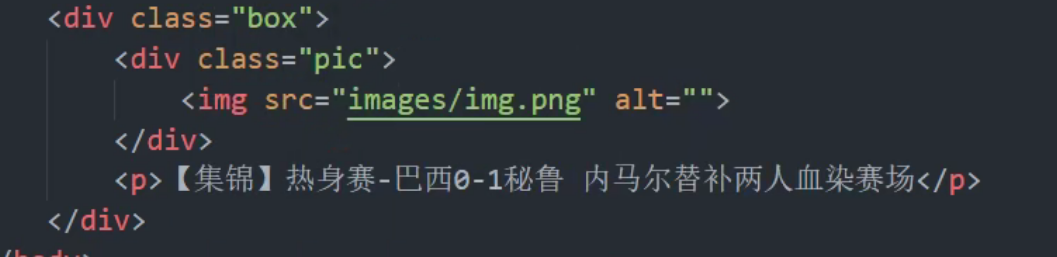 <div class="box">
<div class="pic">
<img src="images/img.png" alt="">
</div>
<p>【集锦】热身赛-巴西0-1秘鲁 内马尔替补两人血染赛场</p>
</div>